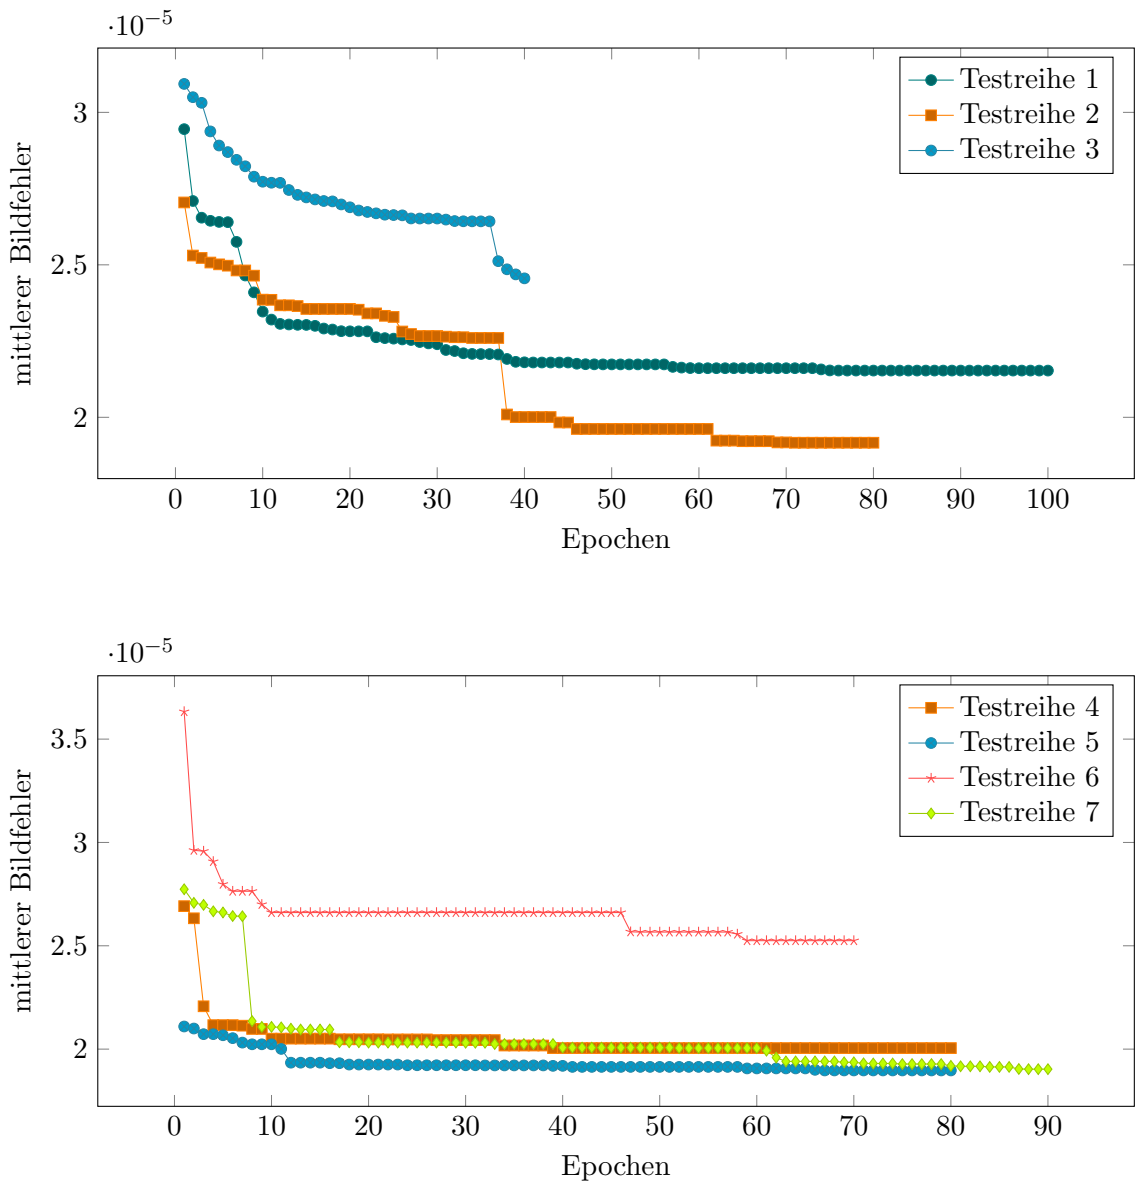 ·10⁻⁵
Testreihe 1
Testreihe 2
Testreihe 3
3
2.5
2
mittlerer Bildfehler
0 10 20 30 40 50 60 70 80 90 100
Epochen
·10⁻⁵
Testreihe 4
Testreihe 5
Testreihe 6
Testreihe 7
3.5
3
2.5
2
mittlerer Bildfehler
0 10 20 30 40 50 60 70 80 90
Epochen